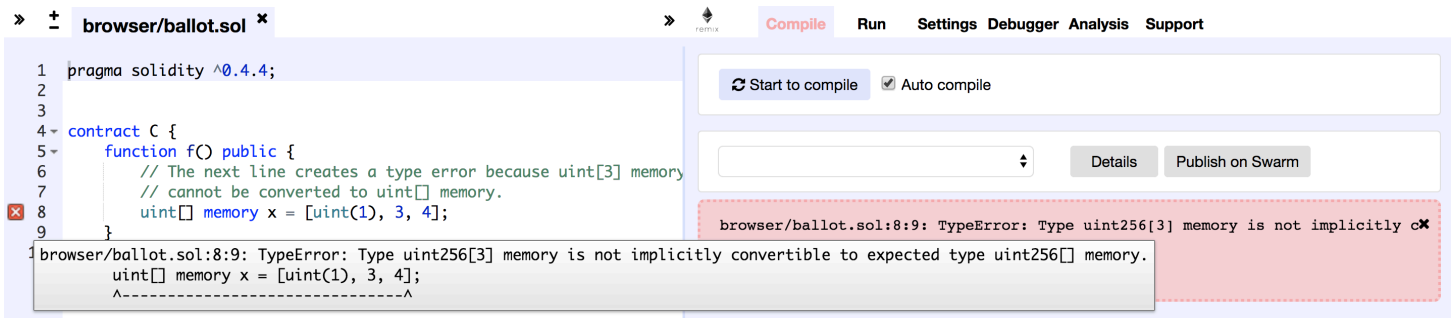 » + - browser/ballot.sol ✖ » remix Compile Run Settings Debugger Analysis Support
1 pragma solidity ^0.4.4;
2
3
4 contract C {
5 function f() public {
6 // The next line creates a type error because uint[3] memory
7 // cannot be converted to uint[] memory.
8 uint[] memory x = [uint(1), 3, 4];
9 }
1
browser/ballot.sol:8:9: TypeError: Type uint256[3] memory is not implicitly convertible to expected type uint256[] memory.
uint[] memory x = [uint(1), 3, 4];
^-------------------------------^
Start to compile Auto compile
Details Publish on Swarm
browser/ballot.sol:8:9: TypeError: Type uint256[3] memory is not implicitly c✖